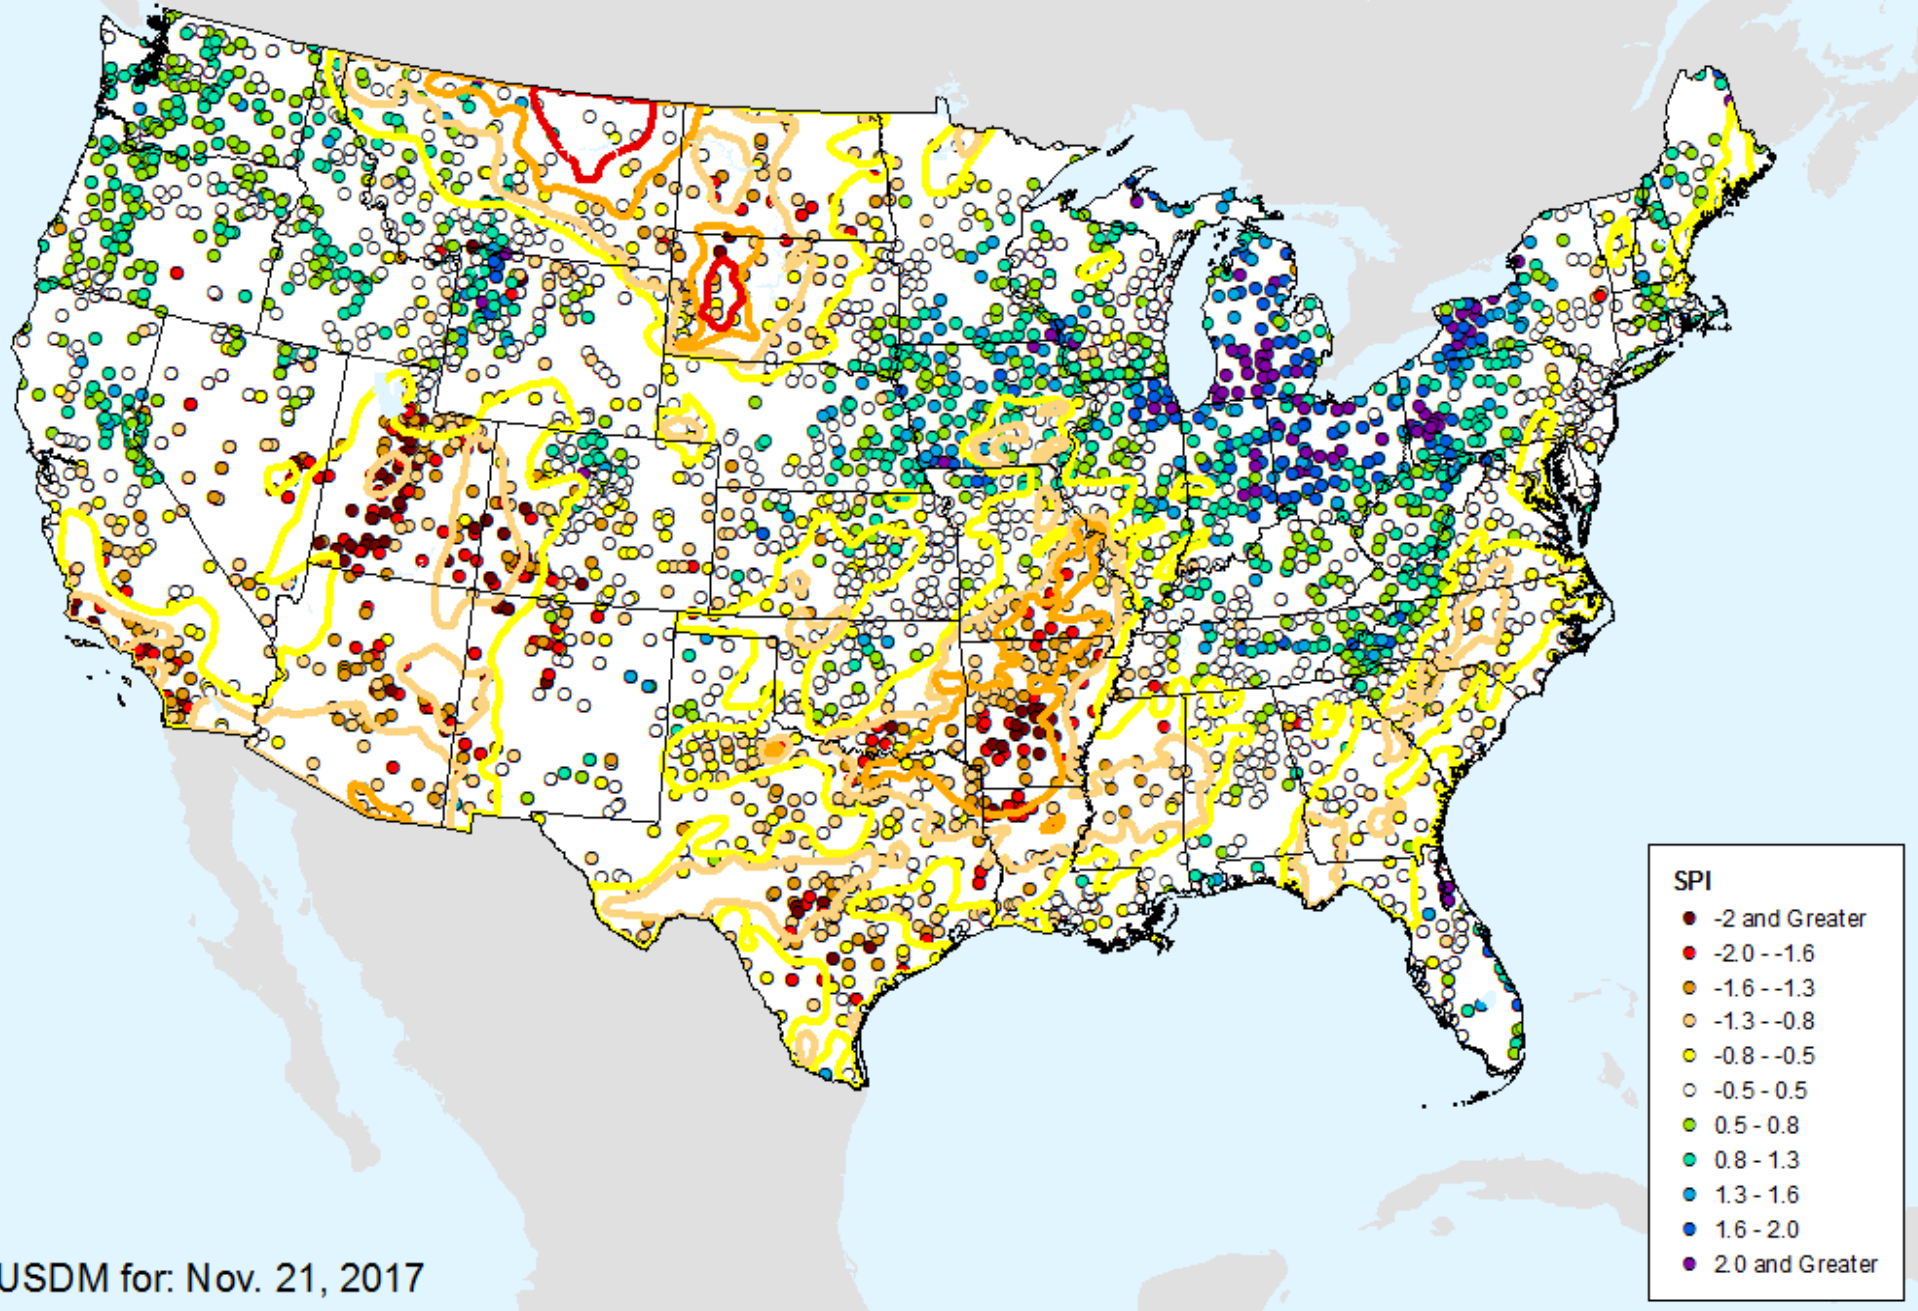 SPI
-2 and Greater
-2.0 - -1.6
-1.6 - -1.3
-1.3 - -0.8
-0.8 - -0.5
-0.5 - 0.5
0.5 - 0.8
0.8 - 1.3
1.3 - 1.6
1.6 - 2.0
2.0 and Greater
USDM for: Nov. 21, 2017